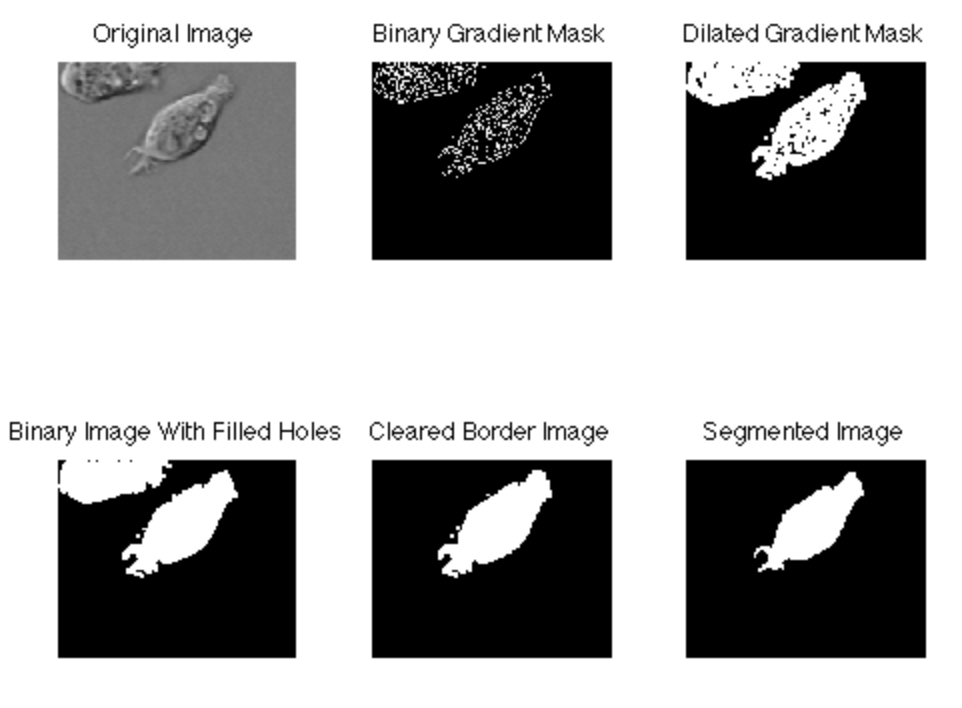 Original Image
Binary Gradient Mask
Dilated Gradient Mask
Binary Image With Filled Holes
Cleared Border Image
Segmented Image